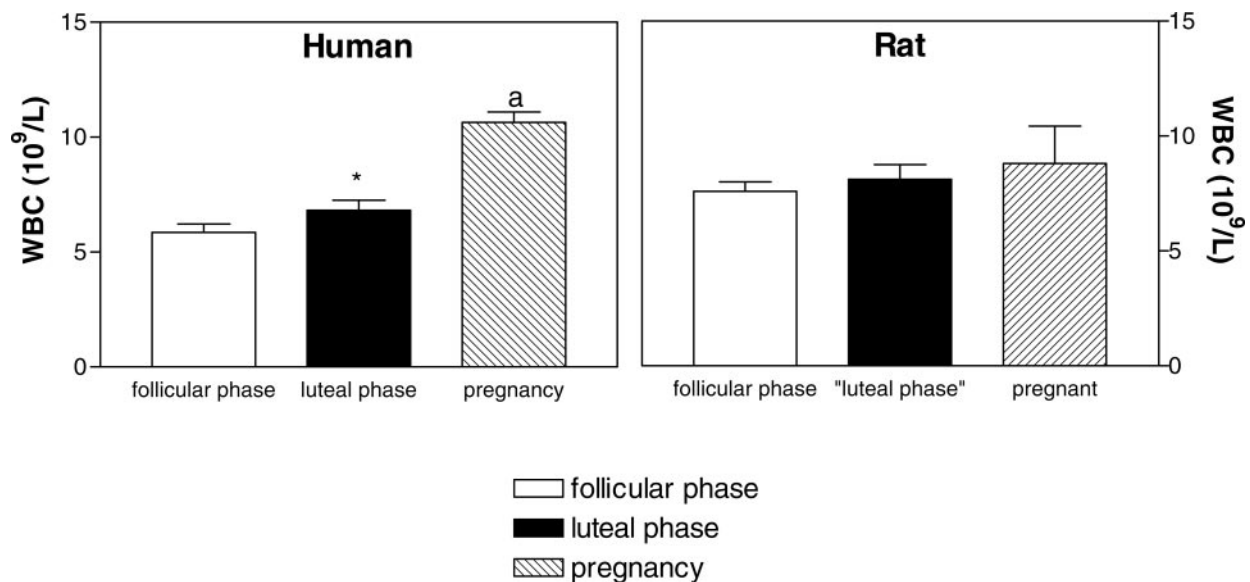 Human
WBC (10⁹/L)
15
10
5
0
*
a
follicular phase
luteal phase
pregnancy
Rat
15
10
5
0
WBC (10⁹/L)
follicular phase
"luteal phase"
pregnant
follicular phase
luteal phase
pregnancy